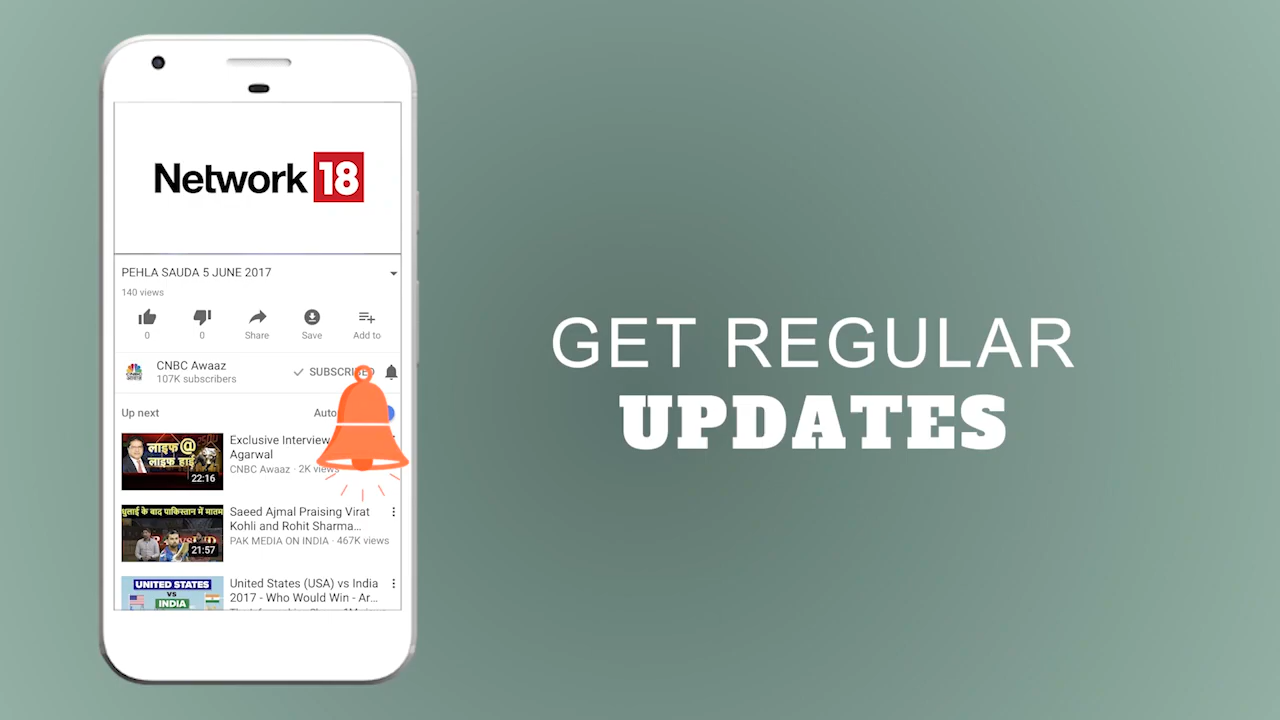 Network 18
PEHLA SAUDA 5 JUNE 2017
140 views
0
0
Share
Save
Add to
CNBC Awaaz
107K subscribers
Up next
Exclusive Interview
Agarwal
CNBC Awaaz · 2K views
लाइफ @
लाइफ हाई
22:16
Saeed Ajmal Praising Virat
Kohli and Rohit Sharma...
PAK MEDIA ON INDIA · 467K views
के बाद पाकिस्तान में मातम
21:57
United States (USA) vs India
2017 - Who Would Win - Ar...
UNITED STATES
VS
INDIA
GET REGULAR
UPDATES